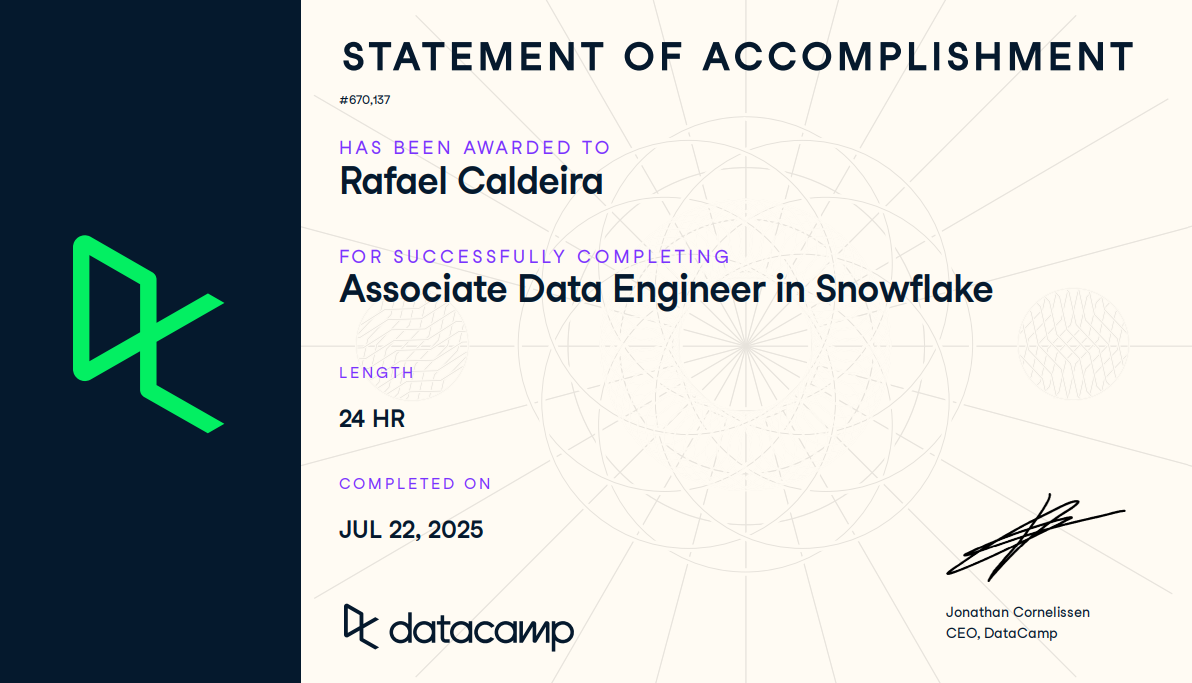 STATEMENT OF ACCOMPLISHMENT
#670,137
HAS BEEN AWARDED TO
Rafael Caldeira
FOR SUCCESSFULLY COMPLETING
Associate Data Engineer in Snowflake
LENGTH
24 HR
COMPLETED ON
JUL 22, 2025
datacamp
Jonathan Cornelissen
CEO, DataCamp